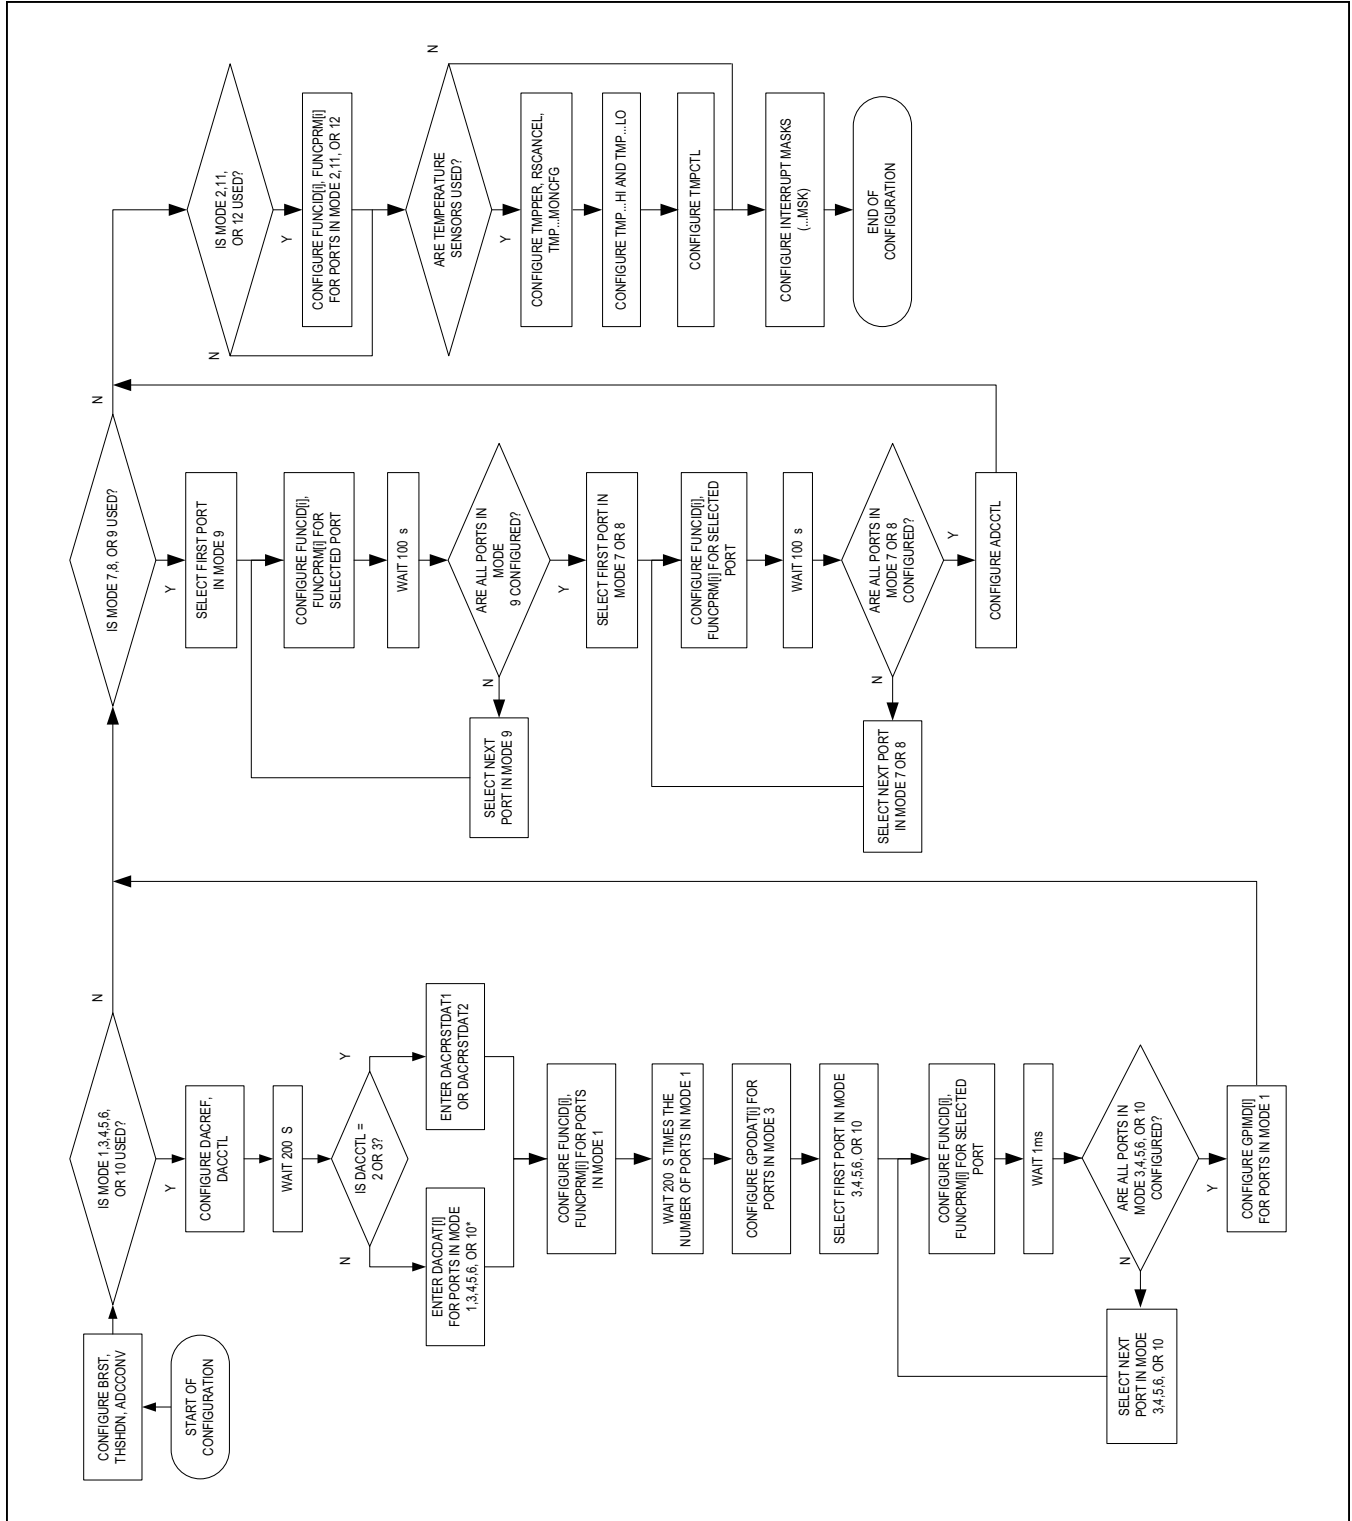 START OF
CONFIGURATION
CONFIGURE BRST,
THSHDN, ADCCONV
IS MODE 1,3,4,5,6,
OR 10 USED?
N
Y
CONFIGURE DACREF,
DACCTL
WAIT 200 S
IS DACCTL =
2 OR 3?
N
Y
ENTER DACDAT[i]
FOR PORTS IN MODE
1,3,4,5,6, OR 10*
ENTER DACPRSTDAT1
OR DACPRSTDAT2
CONFIGURE FUNCID[i],
FUNCPRM[i] FOR PORTS
IN MODE 1
WAIT 200 S TIMES THE
NUMBER OF PORTS IN MODE 1
CONFIGURE GPODAT[i] FOR
PORTS IN MODE 3
SELECT FIRST PORT IN MODE
3,4,5,6, OR 10
CONFIGURE FUNCID[i],
FUNCPRM[i] FOR SELECTED
PORT
WAIT 1ms
ARE ALL PORTS IN
MODE 3,4,5,6, OR 10
CONFIGURED?
N
Y
SELECT NEXT
PORT IN MODE
3,4,5,6, OR 10
CONFIGURE GPIMD[i]
FOR PORTS IN MODE 1
IS MODE 7,8, OR 9 USED?
N
Y
SELECT FIRST PORT
IN MODE 9
CONFIGURE FUNCID[i],
FUNCPRM[i] FOR
SELECTED PORT
WAIT 100 s
ARE ALL PORTS IN
MODE
9 CONFIGURED?
N
Y
SELECT NEXT
PORT IN MODE 9
SELECT FIRST PORT IN
MODE 7 OR 8
CONFIGURE FUNCID[i],
FUNCPRM[i] FOR SELECTED
PORT
WAIT 100 s
ARE ALL PORTS IN
MODE 7 OR 8
CONFIGURED?
N
Y
SELECT NEXT PORT
IN MODE 7 OR 8
CONFIGURE ADCCTL
IS MODE 2,11,
OR 12 USED?
N
Y
CONFIGURE FUNCID[i], FUNCPRM[i]
FOR PORTS IN MODE 2,11, OR 12
ARE TEMPERATURE
SENSORS USED?
N
Y
CONFIGURE TMPPER, RSCANCEL,
TMP...MONCFG
CONFIGURE TMP...HI AND TMP...LO
CONFIGURE TMPCTL
CONFIGURE INTERRUPT MASKS
(...MSK)
END OF
CONFIGURATION